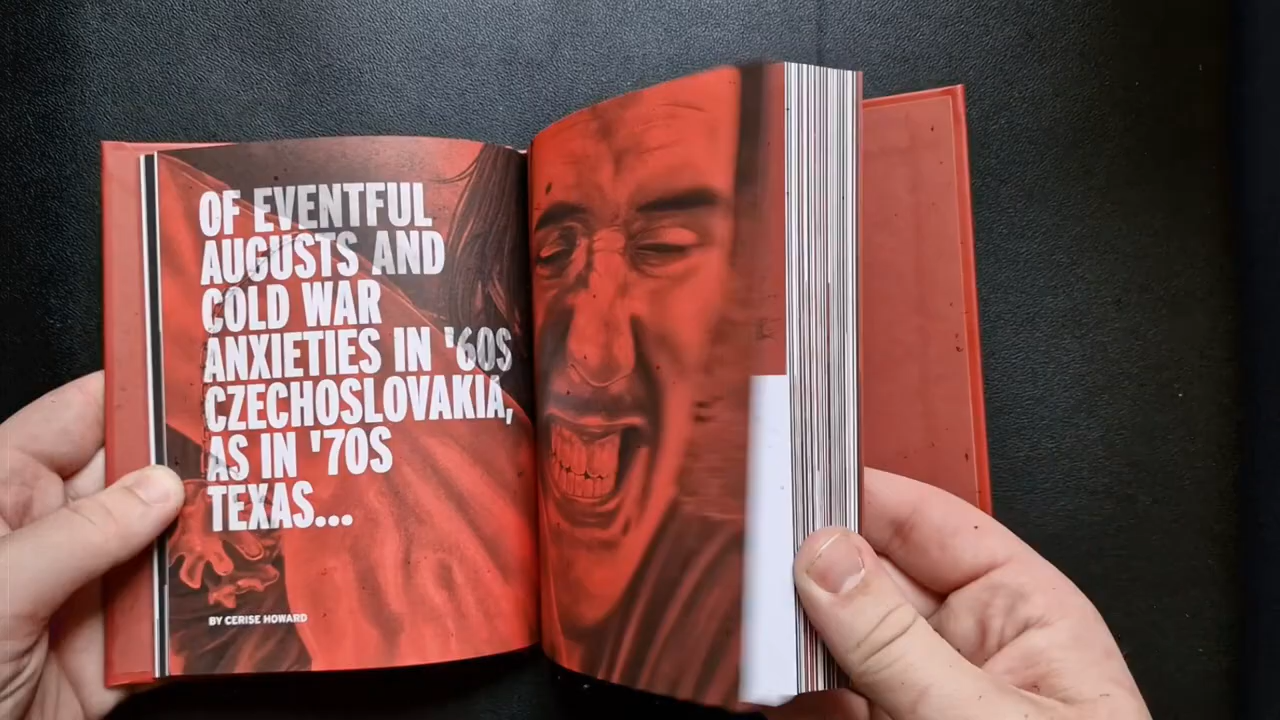 OF EVENTFUL
AUGUSTS AND
COLD WAR
ANXIETIES IN '60S
CZECHOSLOVAKIA,
AS IN '70S
TEXAS...
BY CERISE HOWARD